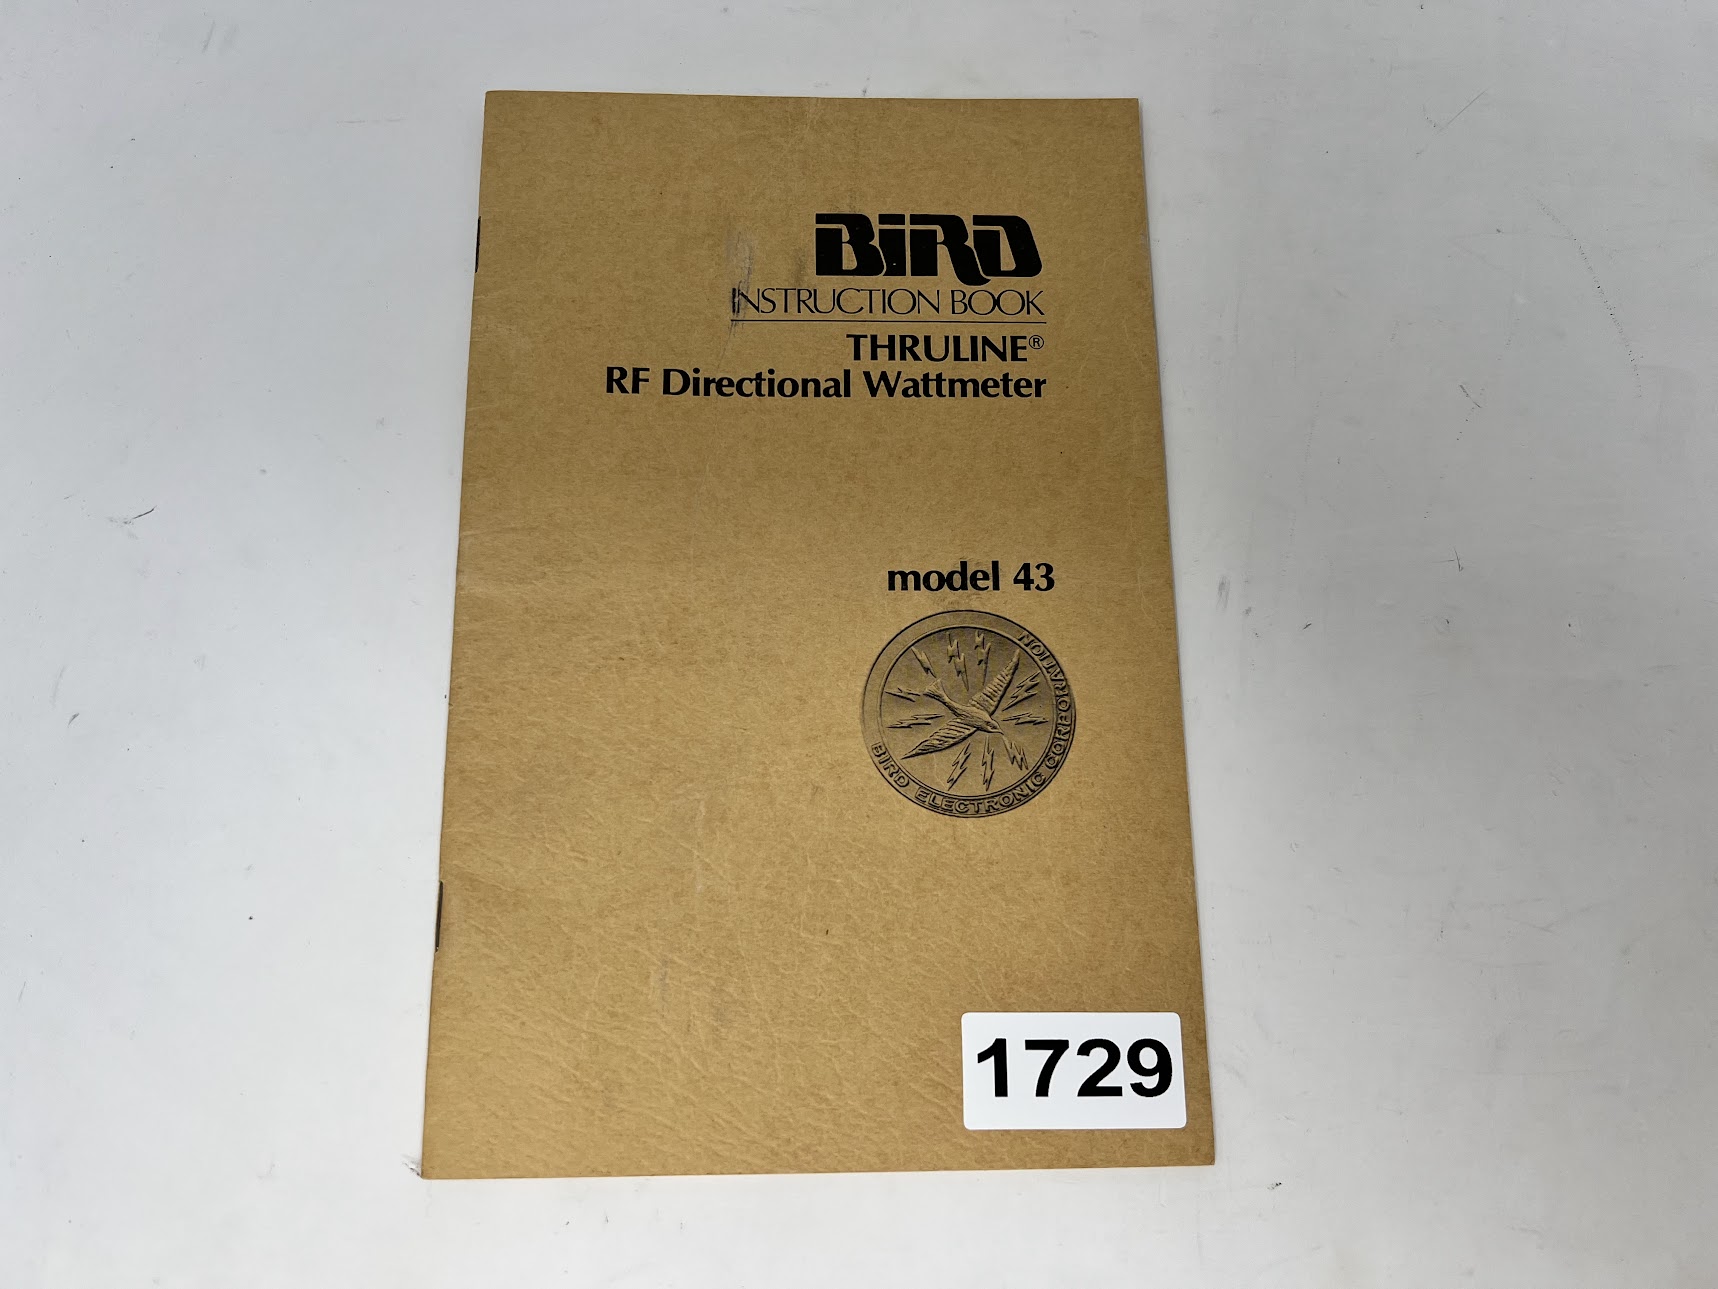 BiRD
INSTRUCTION BOOK
THRULINE®
RF Directional Wattmeter
model 43
BIRD ELECTRONIC CORPORATION
1729